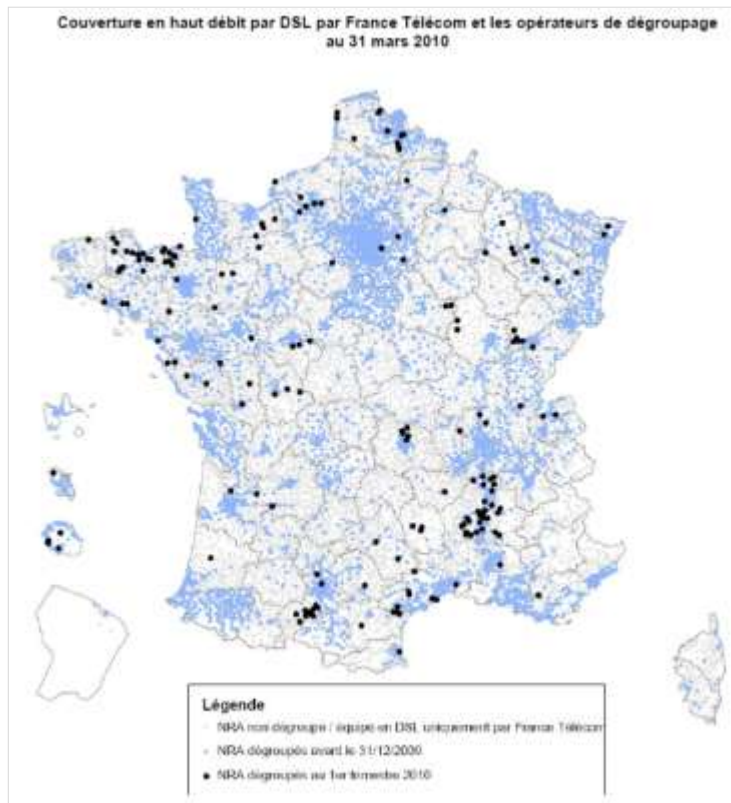 Couverture en haut débit par DSL par France Télécom et les opérateurs de dégroupage
au 31 mars 2010
Légende
NRA non dégroupé / équipé en DSL uniquement par France Télécom
NRA dégroupés avant le 31/12/2009
NRA dégroupés au 1er trimestre 2010